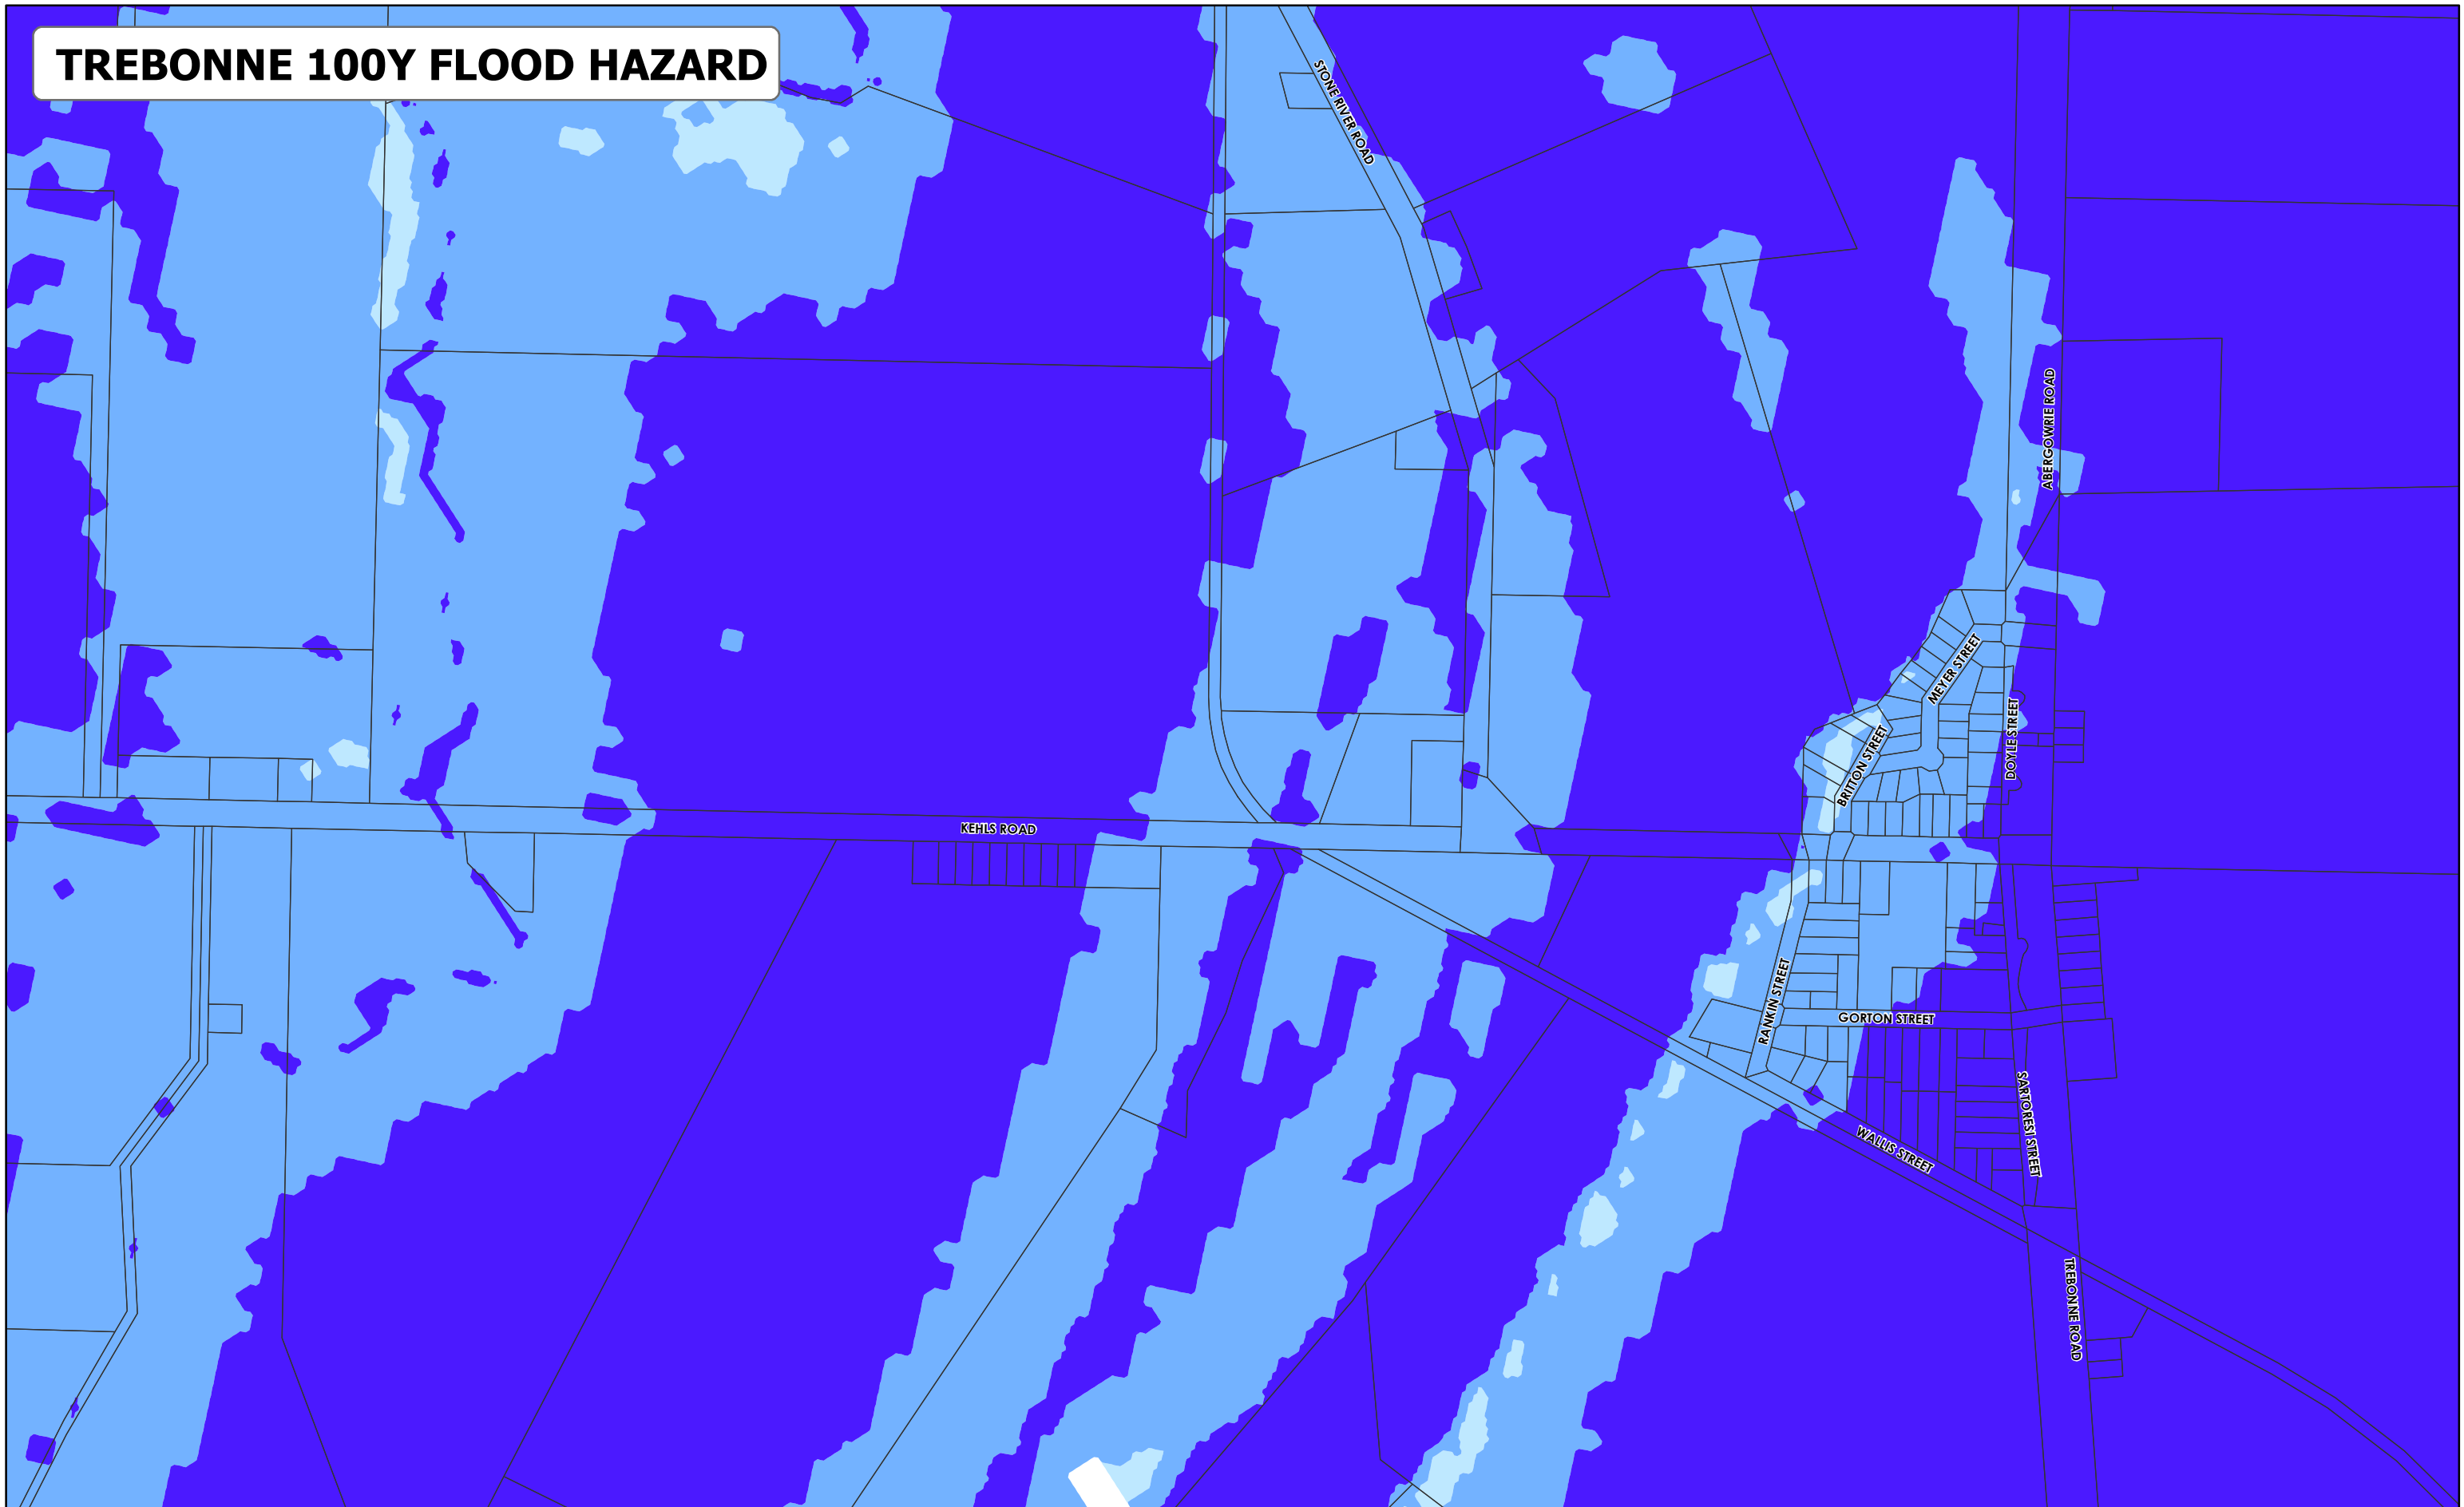 TREBONNE 100Y FLOOD HAZARD
STONE RIVER ROAD
ABERGOWRIE ROAD
MEYER STREET
DOYLE STREET
BRITTON STREET
KEHLS ROAD
RANKIN STREET
GORTON STREET
SARTORESI STREET
WALLIS STREET
TREBONNE ROAD